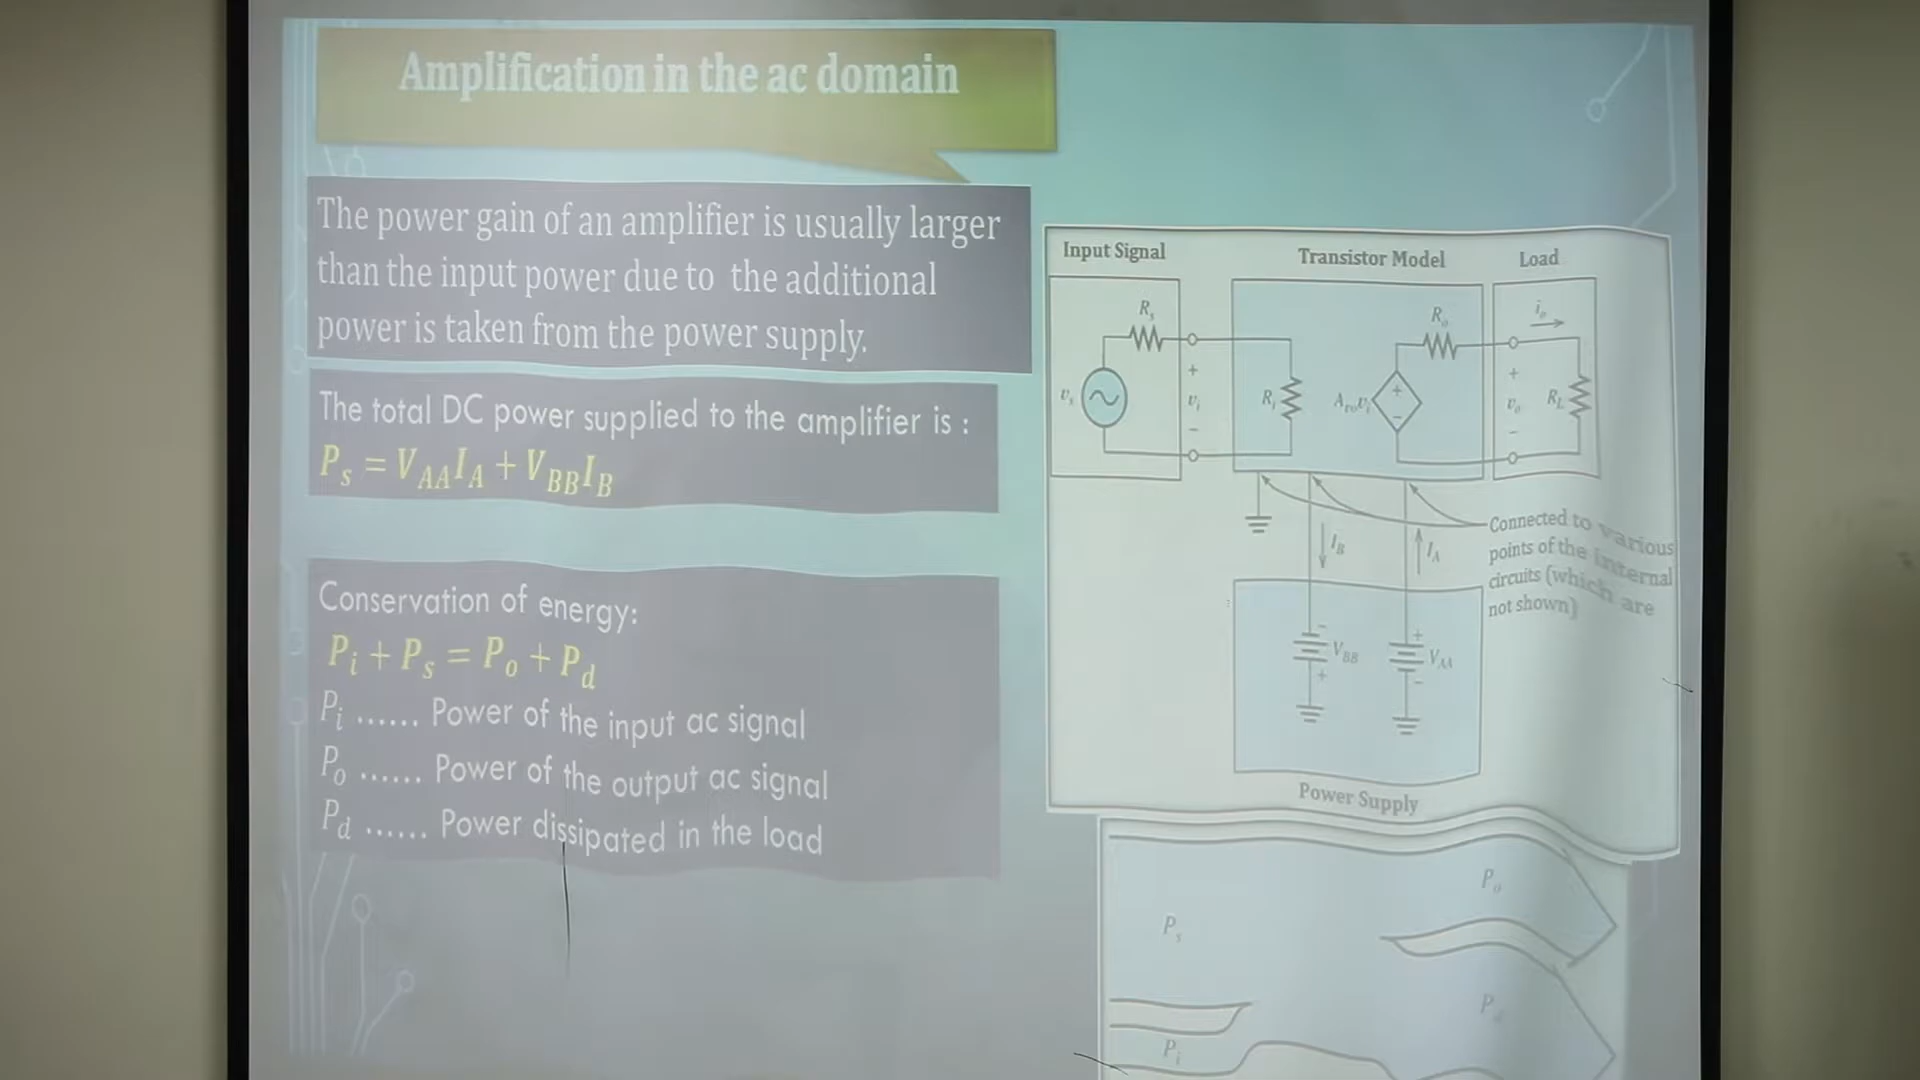 Amplification in the ac domain
The power gain of an amplifier is usually larger
than the input power due to the additional
power is taken from the power supply.
The total DC power supplied to the amplifier is :
P_s = V_AA I_A + V_BB I_B
Conservation of energy:
P_i + P_s = P_o + P_d
P_i ...... Power of the input ac signal
P_o ...... Power of the output ac signal
P_d ...... Power dissipated in the load
Input Signal
Transistor Model
Load
R_s
R_o
i_o
v_s
+
v_i
−
R_i
A_vo v_i
+
−
+
v_o
−
R_L
I_B
I_A
Connected to various
points of the internal
circuits (which are
not shown)
−
V_BB
+
+
V_AA
−
Power Supply
P_s
P_o
P_d
P_i